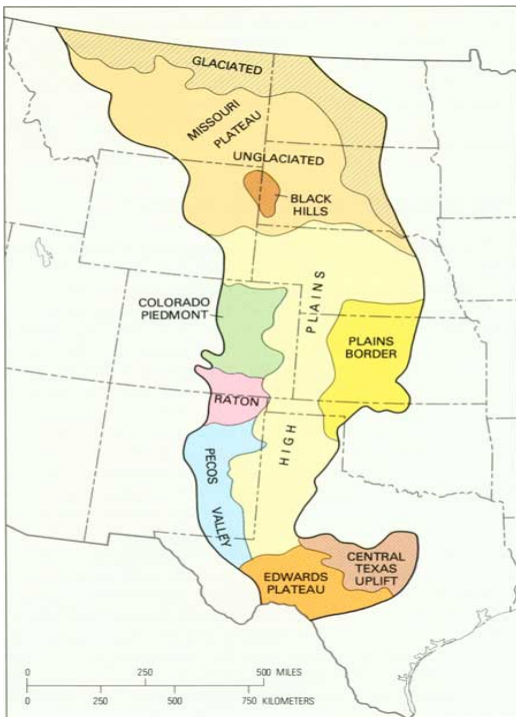 GLACIATED
MISSOURI
PLATEAU
UNGLACIATED
BLACK
HILLS
COLORADO
PIEDMONT
HIGH PLAINS
PLAINS
BORDER
RATON
PECOS
VALLEY
EDWARDS
PLATEAU
CENTRAL
TEXAS
UPLIFT
0 250 500 MILES
0 250 500 750 KILOMETERS